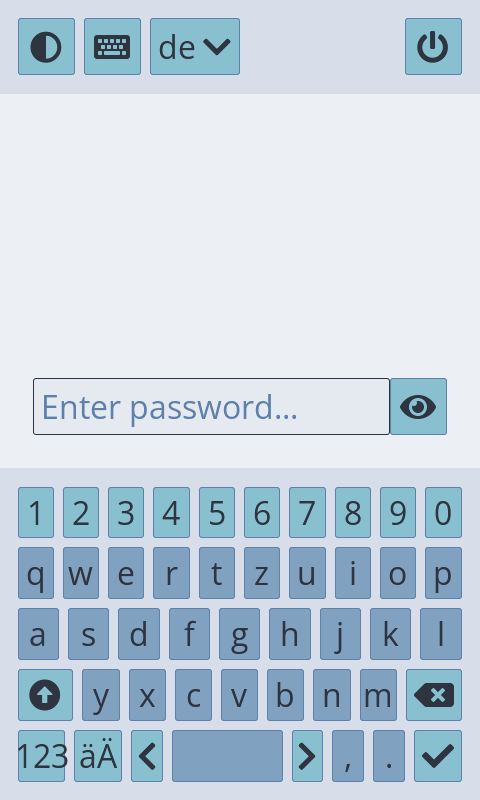 de
Enter password...
1 2 3 4 5 6 7 8 9 0
q w e r t z u i o p
a s d f g h j k l
y x c v b n m
123 äÄ , .